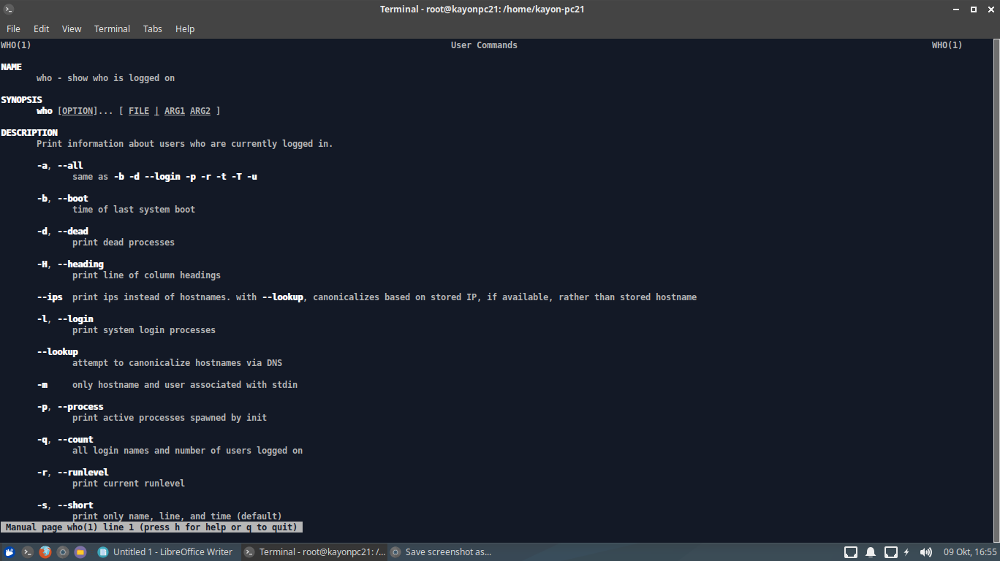 Terminal - root@kayonpc21: /home/kayon-pc21
File Edit View Terminal Tabs Help
WHO(1) User Commands WHO(1)
NAME
who - show who is logged on
SYNOPSIS
who [OPTION]... [ FILE | ARG1 ARG2 ]
DESCRIPTION
Print information about users who are currently logged in.
-a, --all
same as -b -d --login -p -r -t -T -u
-b, --boot
time of last system boot
-d, --dead
print dead processes
-H, --heading
print line of column headings
--ips print ips instead of hostnames. with --lookup, canonicalizes based on stored IP, if available, rather than stored hostname
-l, --login
print system login processes
--lookup
attempt to canonicalize hostnames via DNS
-m only hostname and user associated with stdin
-p, --process
print active processes spawned by init
-q, --count
all login names and number of users logged on
-r, --runlevel
print current runlevel
-s, --short
print only name, line, and time (default)
Manual page who(1) line 1 (press h for help or q to quit)
Untitled 1 - LibreOffice Writer Terminal - root@kayonpc21: /... Save screenshot as... 09 Okt, 16:55